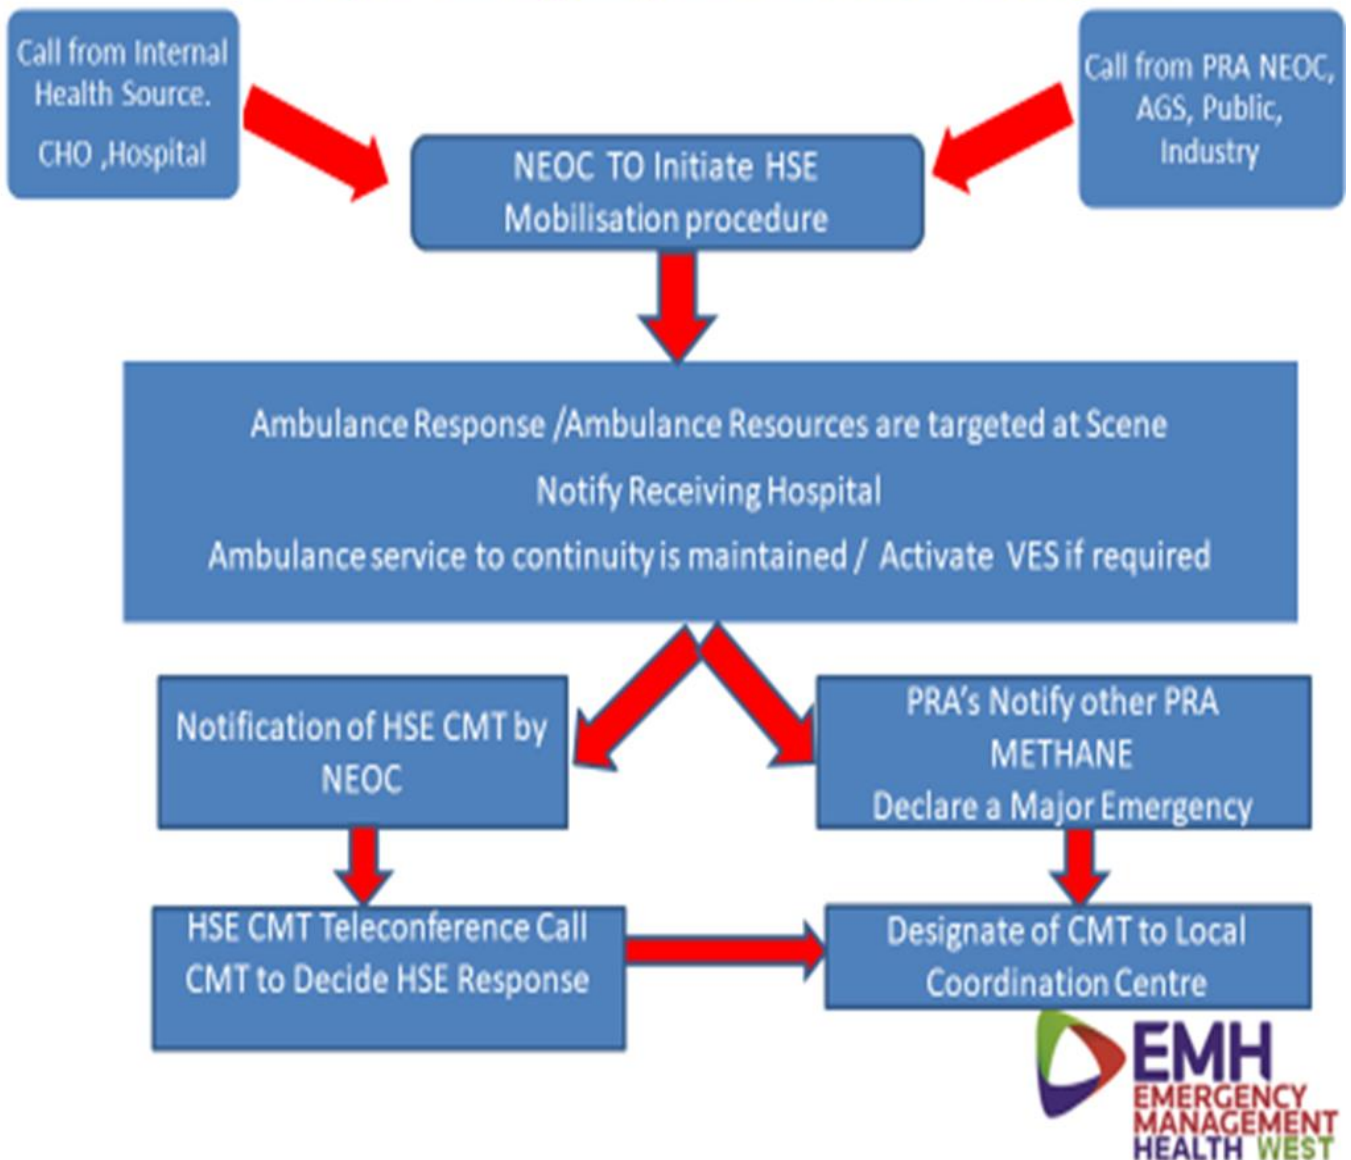 Call from Internal
Health Source.
CHO ,Hospital
Call from PRA NEOC,
AGS, Public,
Industry
NEOC TO Initiate HSE
Mobilisation procedure
Ambulance Response /Ambulance Resources are targeted at Scene
Notify Receiving Hospital
Ambulance service to continuity is maintained / Activate VES if required
Notification of HSE CMT by
NEOC
PRA's Notify other PRA
METHANE
Declare a Major Emergency
HSE CMT Teleconference Call
CMT to Decide HSE Response
Designate of CMT to Local
Coordination Centre
EMH
EMERGENCY
MANAGEMENT
HEALTH WEST